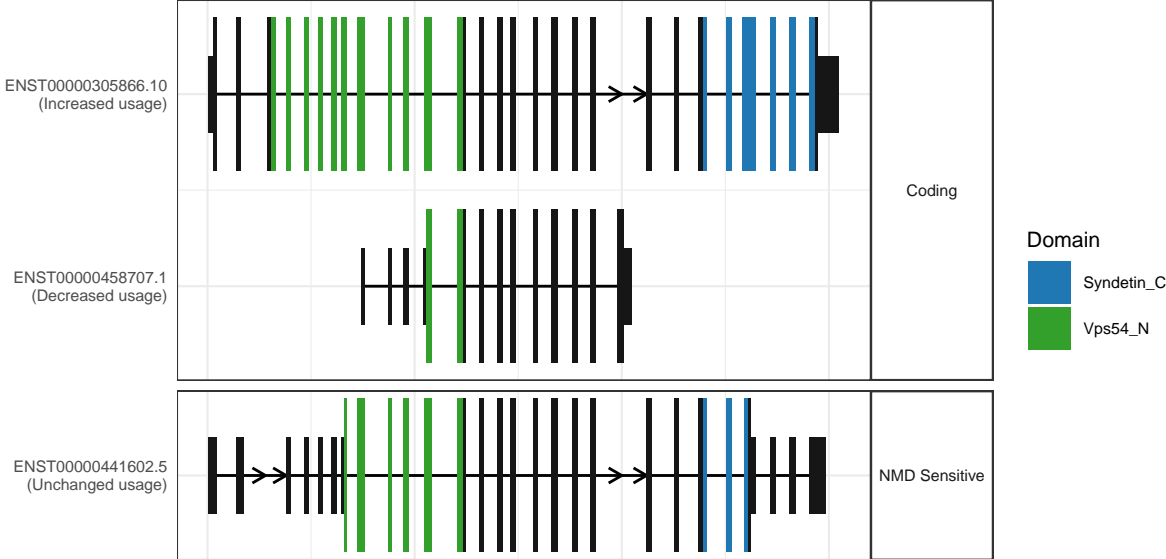 ENST00000305866.10
(Increased usage)
Coding
ENST00000458707.1
(Decreased usage)
ENST00000441602.5
(Unchanged usage)
NMD Sensitive
Domain
Syndetin_C
Vps54_N